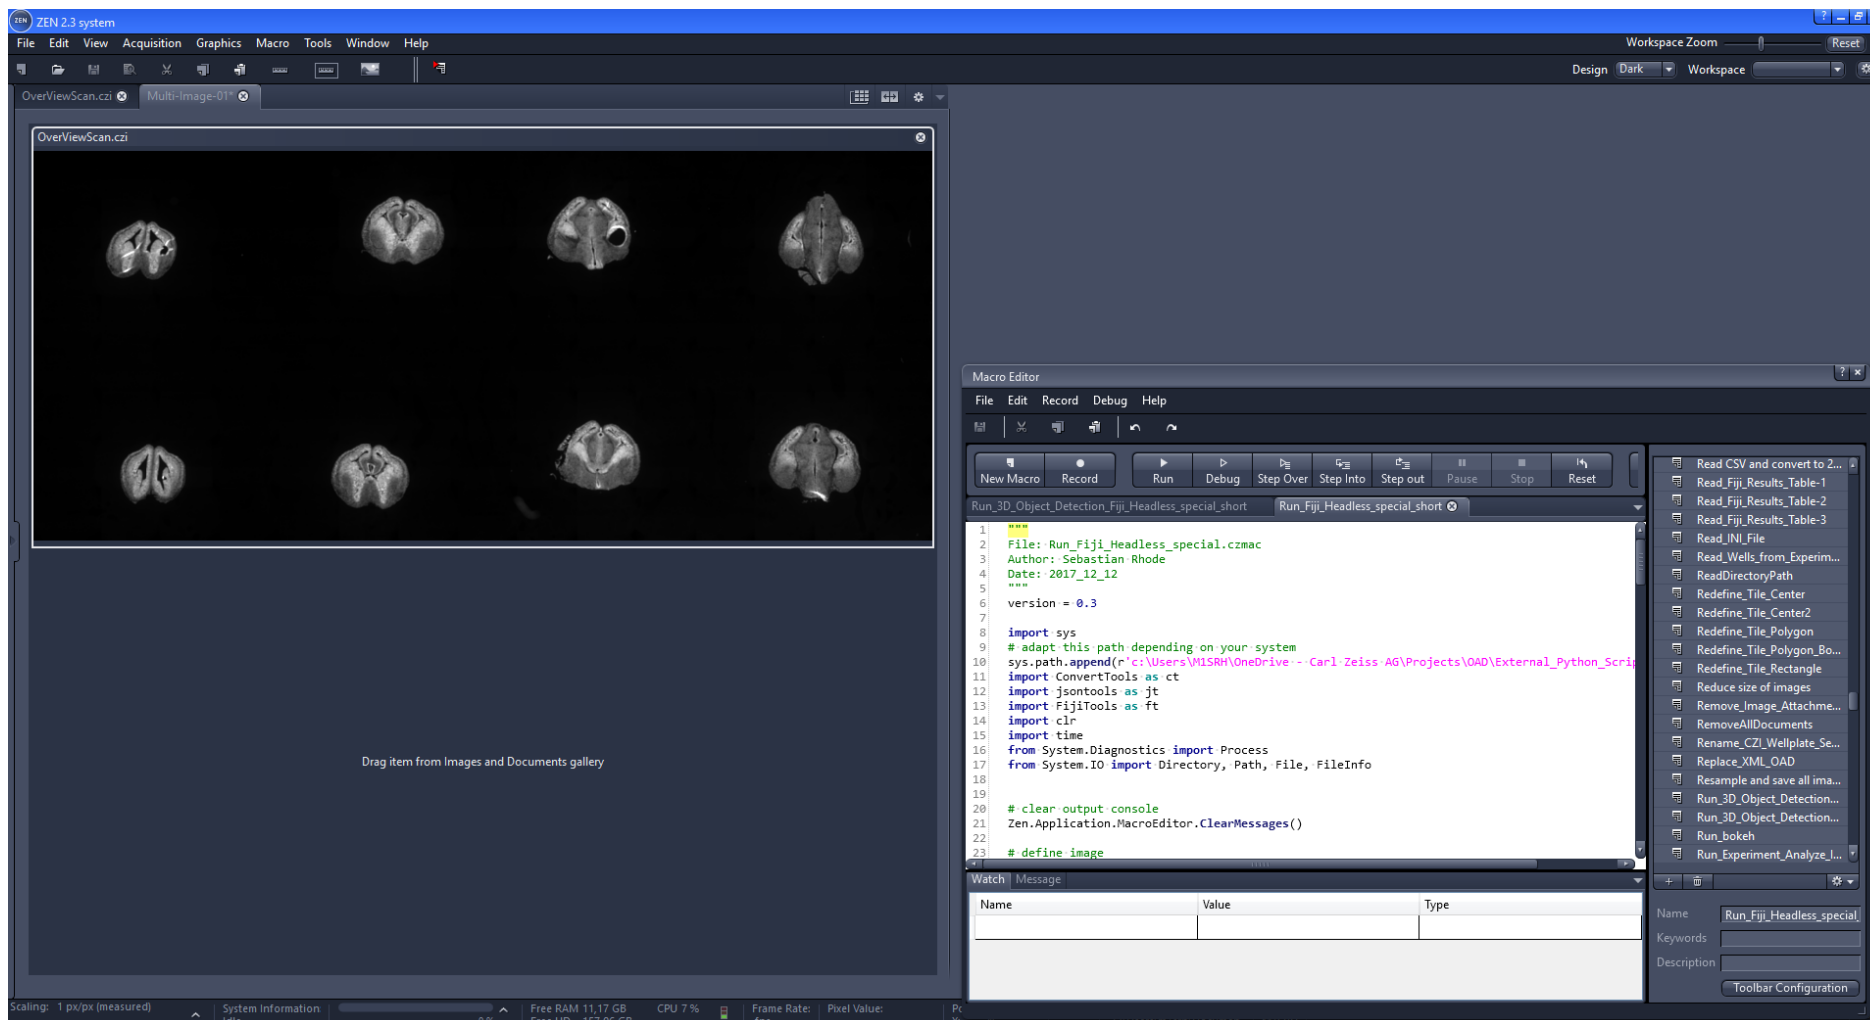 ZEN ZEN 2.3 system
File Edit View Acquisition Graphics Macro Tools Window Help
Workspace Zoom Reset
Design Dark Workspace
OverViewScan.czi Multi-Image-01*
OverViewScan.czi
Drag item from Images and Documents gallery
Macro Editor
File Edit Record Debug Help
New Macro Record Run Debug Step Over Step Into Step out Pause Stop Reset
Run_3D_Object_Detection_Fiji_Headless_special_short Run_Fiji_Headless_special_short
1 """
2 File: Run_Fiji_Headless_special.czmac
3 Author: Sebastian Rhode
4 Date: 2017_12_12
5 """
6 version = 0.3
7
8 import sys
9 # adapt this path depending on your system
10 sys.path.append(r'c:\Users\M1SRH\OneDrive - Carl Zeiss AG\Projects\OAD\External_Python_Scrip
11 import ConvertTools as ct
12 import jsontools as jt
13 import FijiTools as ft
14 import clr
15 import time
16 from System.Diagnostics import Process
17 from System.IO import Directory, Path, File, FileInfo
18
19
20 # clear output console
21 Zen.Application.MacroEditor.ClearMessages()
22
23 # define image
Read CSV and convert to 2...
Read_Fiji_Results_Table-1
Read_Fiji_Results_Table-2
Read_Fiji_Results_Table-3
Read_INI_File
Read_Wells_from_Experim...
ReadDirectoryPath
Redefine_Tile_Center
Redefine_Tile_Center2
Redefine_Tile_Polygon
Redefine_Tile_Polygon_Bo...
Redefine_Tile_Rectangle
Reduce size of images
Remove_Image_Attachme...
RemoveAllDocuments
Rename_CZI_Wellplate_Se...
Replace_XML_OAD
Resample and save all ima...
Run_3D_Object_Detection...
Run_3D_Object_Detection...
Run_bokeh
Run_Experiment_Analyze_I...
Watch Message
Name Value Type
Name Run_Fiji_Headless_special_
Keywords
Description
Toolbar Configuration
Scaling: 1 px/px (measured) System Information: Free RAM 11,17 GB CPU 7 % Frame Rate: Pixel Value: